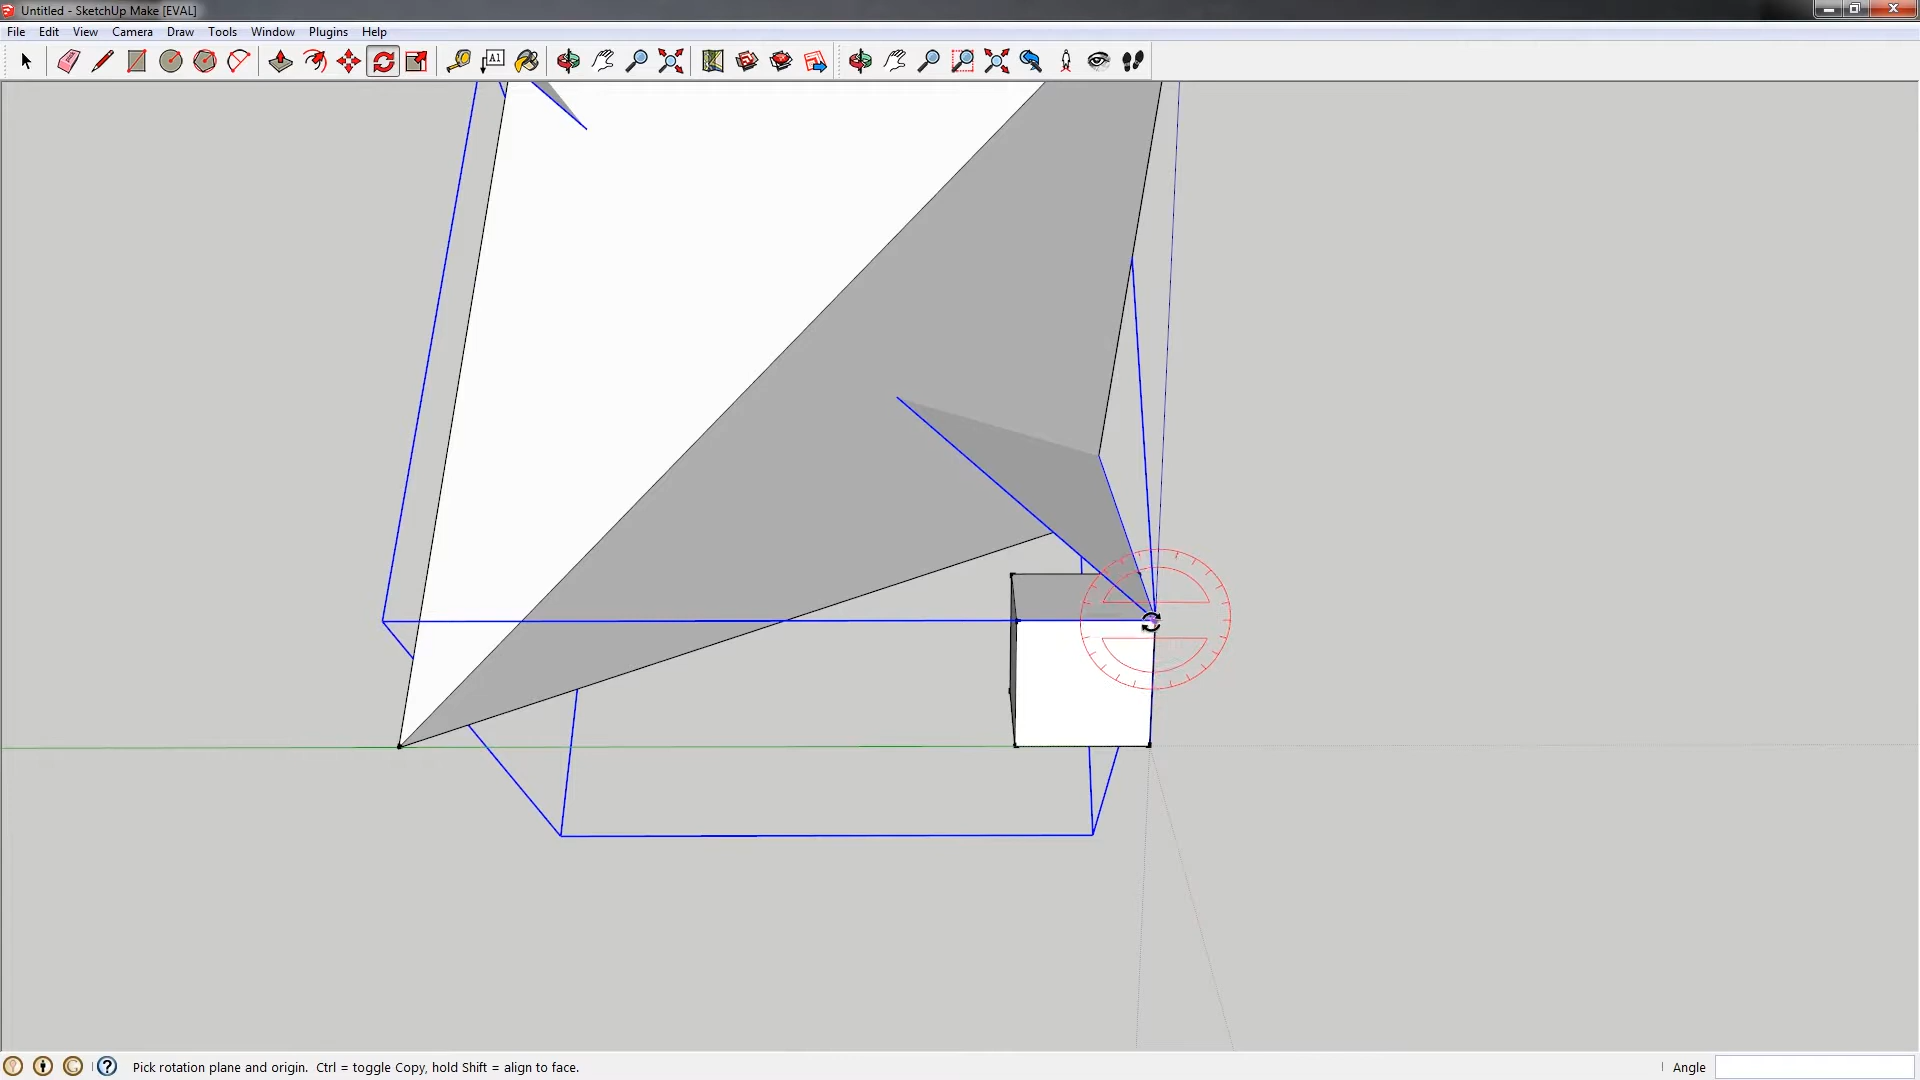 Untitled - SketchUp Make [EVAL]
File Edit View Camera Draw Tools Window Plugins Help
A1
Pick rotation plane and origin. Ctrl = toggle Copy, hold Shift = align to face.
Angle